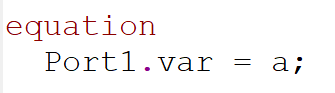 equation
Port1.var = a;